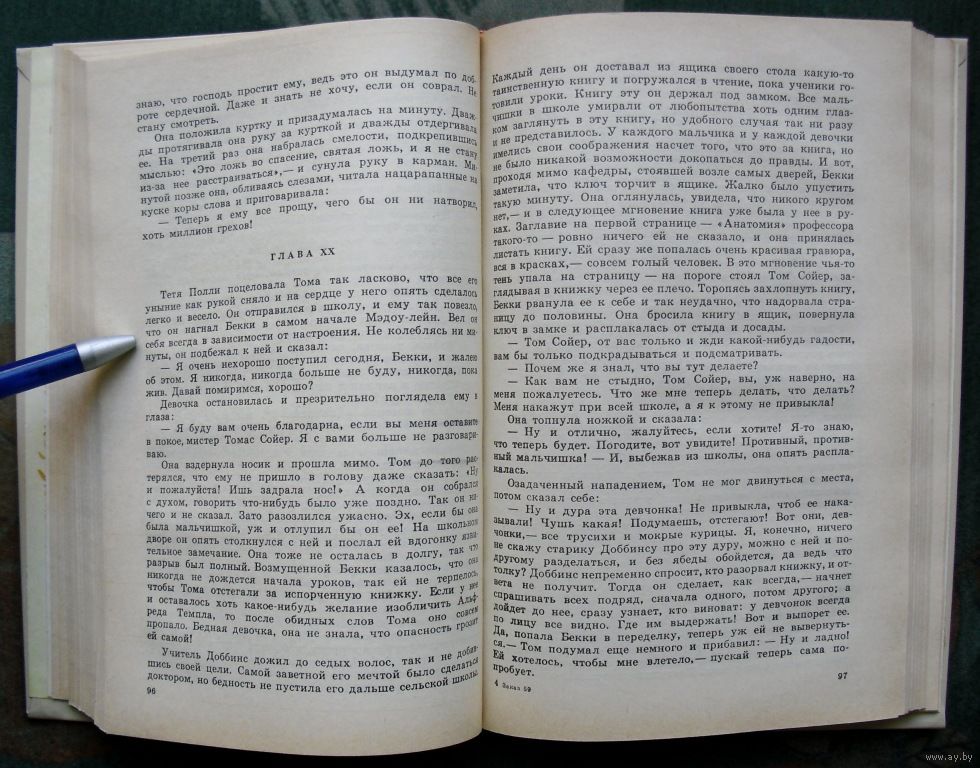 знаю, что господь простит ему, ведь это он выдумал по доб-
роте сердечной. Даже и знать не хочу, если он соврал. Не
стану смотреть.
Она положила куртку и призадумалась на минуту. Дваж-
ды протягивала она руку за курткой и дважды отдергивала
ее. На третий раз она набралась смелости, подкрепившись
мыслью: «Это ложь во спасение, святая ложь, и я не стану
из-за нее расстраиваться»,— и сунула руку в карман. Ми-
нутой позже она, обливаясь слезами, читала нацарапанные на
куске коры слова и приговаривала:
— Теперь я ему все прощу, чего бы он ни натворил,
хоть миллион грехов!
ГЛАВА XX
Тетя Полли поцеловала Тома так ласково, что все его
уныние как рукой сняло и на сердце у него опять сделалось
легко и весело. Он отправился в школу, и ему так повезло,
что он нагнал Бекки в самом начале Мэдоу-лейн. Вел он
себя всегда в зависимости от настроения. Не колеблясь ни ми-
нуты, он подбежал к ней и сказал:
— Я очень нехорошо поступил сегодня, Бекки, и жалею
об этом. Я никогда, никогда больше не буду, никогда, пока
жив. Давай помиримся, хорошо?
Девочка остановилась и презрительно поглядела ему в
глаза:
— Я буду вам очень благодарна, если вы меня оставите
в покое, мистер Томас Сойер. Я с вами больше не разговари-
ваю.
Она вздернула носик и прошла мимо. Том до того рас-
терялся, что ему не пришло в голову даже сказать: «Ну
и пожалуйста! Ишь задрала нос!» А когда он собрался
с духом, говорить что-нибудь было уже поздно. Так он ни-
чего и не сказал. Зато разозлился ужасно. Эх, если бы она
была мальчишкой, уж и отлупил бы он ее! На школьном
дворе он опять столкнулся с ней и послал ей вдогонку язви-
тельное замечание. Она тоже не осталась в долгу, так что
разрыв был полный. Возмущенной Бекки казалось, что она
никогда не дождется начала уроков, так ей не терпелось,
чтобы Тома отстегали за испорченную книжку. Если у нее
и оставалось хоть какое-нибудь желание изобличить Альф-
реда Темпла, то после обидных слов Тома оно совсем
пропало. Бедная девочка, она не знала, что опасность грозит
ей самой!
Учитель Доббинс дожил до седых волос, так и не добив-
шись своей цели. Самой заветной его мечтой было сделаться
доктором, но бедность не пустила его дальше сельской школы.
96
Каждый день он доставал из ящика своего стола какую-то
таинственную книгу и погружался в чтение, пока ученики го-
товили уроки. Книгу эту он держал под замком. Все маль-
чишки в школе умирали от любопытства хоть одним глаз-
ком заглянуть в эту книгу, но удобного случая так ни разу
и не представилось. У каждого мальчика и у каждой девочки
имелись свои соображения насчет того, что это за книга, но
не было никакой возможности докопаться до правды. И вот,
проходя мимо кафедры, стоявшей возле самых дверей, Бекки
заметила, что ключ торчит в ящике. Жалко было упустить
такую минуту. Она оглянулась, увидела, что никого кругом
нет,— и в следующее мгновение книга уже была у нее в ру-
ках. Заглавие на первой странице — «Анатомия» профессора
такого-то — ровно ничего ей не сказало, и она принялась
листать книгу. Ей сразу же попалась очень красивая гравюра,
вся в красках,— совсем голый человек. В это мгновение чья-то
тень упала на страницу — на пороге стоял Том Сойер, за-
глядывая в книжку через ее плечо. Торопясь захлопнуть книгу,
Бекки рванула ее к себе и так неудачно, что надорвала стра-
ницу до половины. Она бросила книгу в ящик, повернула
ключ в замке и расплакалась от стыда и досады.
— Том Сойер, от вас только и жди какой-нибудь гадости,
вам бы только подкрадываться и подсматривать.
— Почем же я знал, что вы тут делаете?
— Как вам не стыдно, Том Сойер, вы, уж наверно, на
меня пожалуетесь. Что же мне теперь делать, что делать?
Меня накажут при всей школе, а я к этому не привыкла!
Она топнула ножкой и сказала:
— Ну и отлично, жалуйтесь, если хотите! Я-то знаю,
что теперь будет. Погодите, вот увидите! Противный, против-
ный мальчишка! — И, выбежав из школы, она опять распла-
калась.
Озадаченный нападением, Том не мог двинуться с места,
потом сказал себе:
— Ну и дура эта девчонка! Не привыкла, чтоб ее нака-
зывали! Чушь какая! Подумаешь, отстегают! Вот они, дев-
чонки,— все трусихи и мокрые курицы. Я, конечно, ничего
не скажу старику Доббинсу про эту дуру, можно с ней и по-
другому разделаться, и без ябеды обойдется, да ведь что
толку? Доббинс непременно спросит, кто разорвал книжку, и от-
вета не получит. Тогда он сделает, как всегда,— начнет
спрашивать всех подряд, сначала одного, потом другого; а
дойдет до нее, сразу узнает, кто виноват: у девчонок всегда
по лицу все видно. Где им выдержать! Вот и выпорет ее.
Да, попала Бекки в переделку, теперь уж ей не вывернуть-
ся.— Том подумал еще немного и прибавил: — Ну и ладно!
Ей хотелось, чтобы мне влетело,— пускай теперь сама по-
пробует.
4 Заказ 59
97
www.ay.by